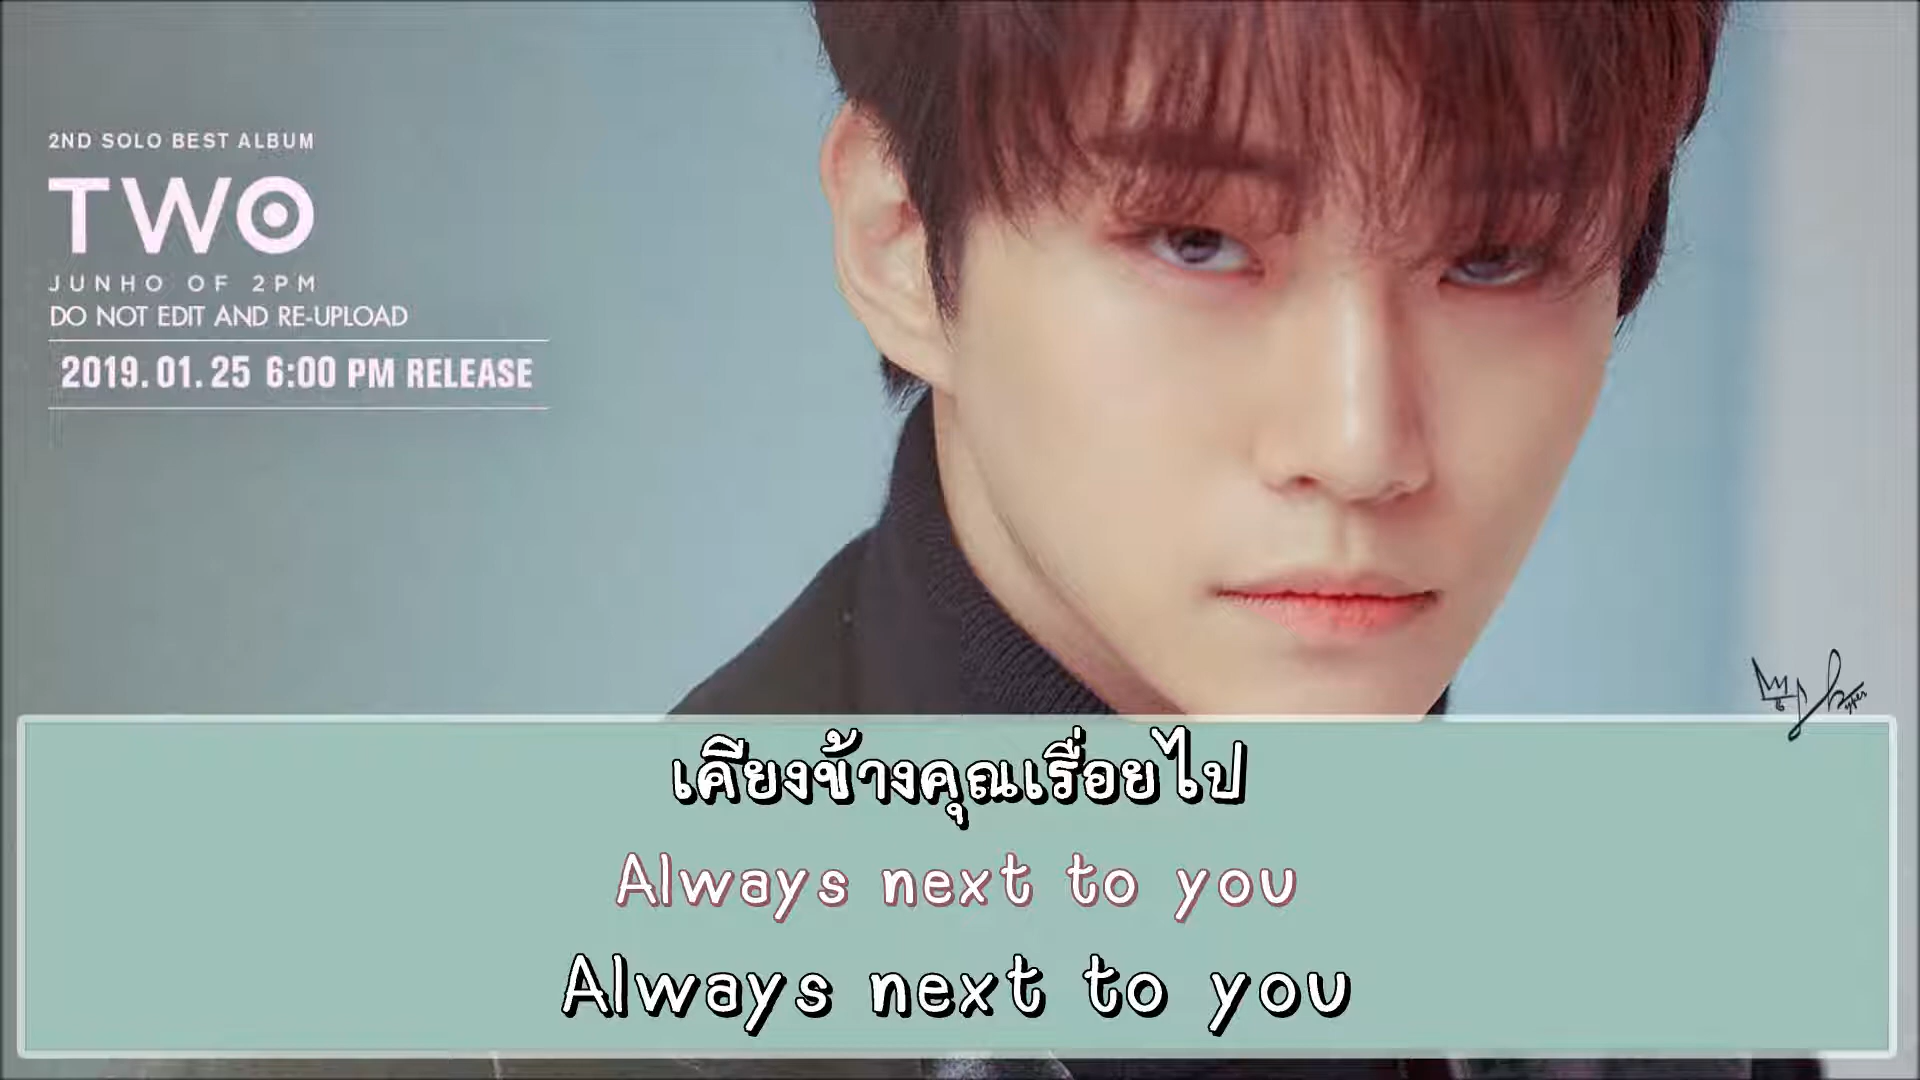 2ND SOLO BEST ALBUM
TWO
JUNHO OF 2PM
DO NOT EDIT AND RE-UPLOAD
2019.01.25 6:00 PM RELEASE
เคียงข้างคุณเรื่อยไป
Always next to you
Always next to you